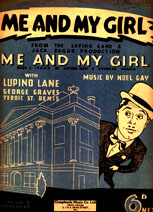 ME AND MY GIRL
FROM THE LUPINO LANE &
JACK EGGAR PRODUCTION
ME AND MY GIRL
WITH
LUPINO LANE
GEORGE GRAVES
TEDDIE ST. DENIS
MUSIC BY NOEL GAY
6D
NET